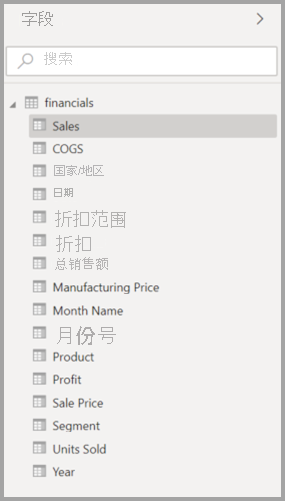 字段
搜索
financials
Sales
COGS
国家/地区
日期
折扣范围
折扣
总销售额
Manufacturing Price
Month Name
月份号
Product
Profit
Sale Price
Segment
Units Sold
Year